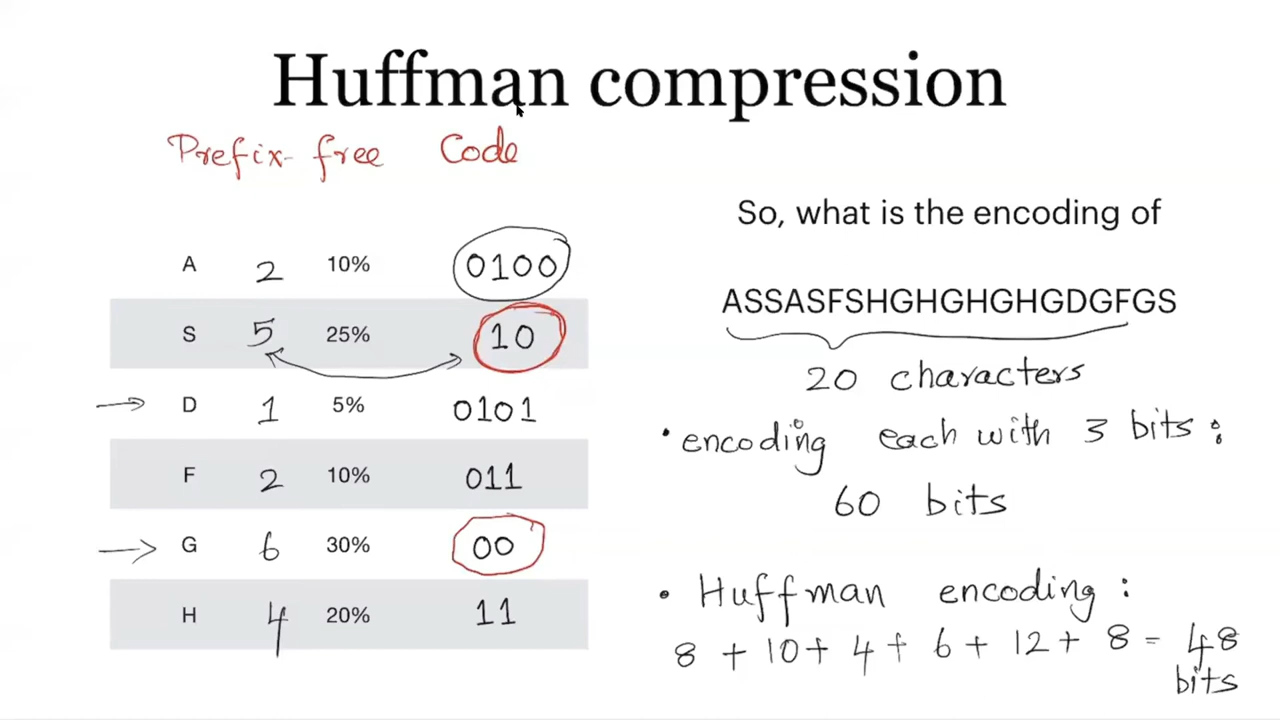 Huffman compression
Prefix-free Code
So, what is the encoding of
A 2 10% 0100
ASSASFSHGHGHGHGDGFGS
S 5 25% 10
20 characters
D 1 5% 0101
• encoding each with 3 bits:
F 2 10% 011
60 bits
G 6 30% 00
• Huffman encoding:
H 4 20% 11
8 + 10 + 4 + 6 + 12 + 8 = 48
bits